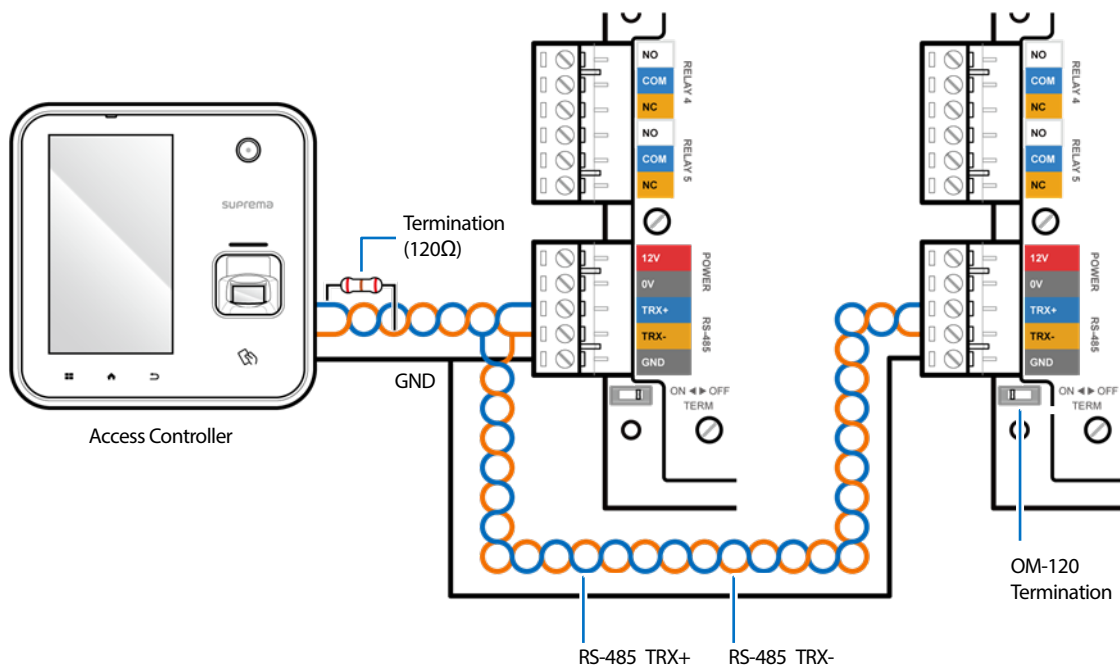 suprema
Access Controller
Termination
(120Ω)
GND
NO
COM
NC
RELAY 4
NO
COM
NC
RELAY 5
12V
0V
POWER
TRX+
TRX-
GND
RS-485
ON ◄► OFF
TERM
NO
COM
NC
RELAY 4
NO
COM
NC
RELAY 5
12V
0V
POWER
TRX+
TRX-
GND
RS-485
ON ◄► OFF
TERM
OM-120
Termination
RS-485 TRX+
RS-485 TRX-